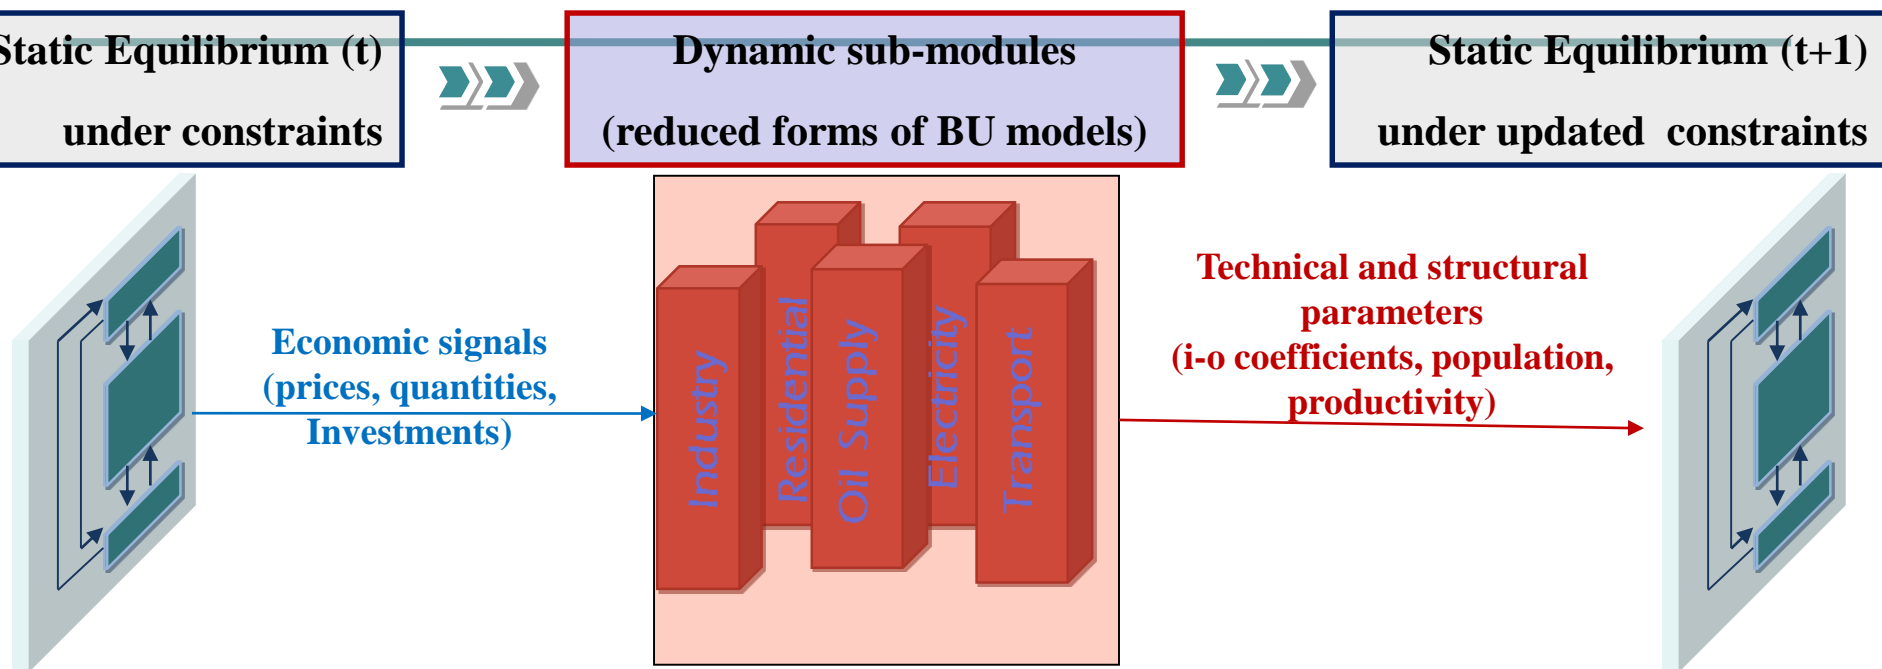 Static Equilibrium (t)
under constraints
Dynamic sub-modules
(reduced forms of BU models)
Static Equilibrium (t+1)
under updated constraints
Economic signals
(prices, quantities,
Investments)
Industry
Residential
Oil Supply
Electricity
Transport
Technical and structural
parameters
(i-o coefficients, population,
productivity)